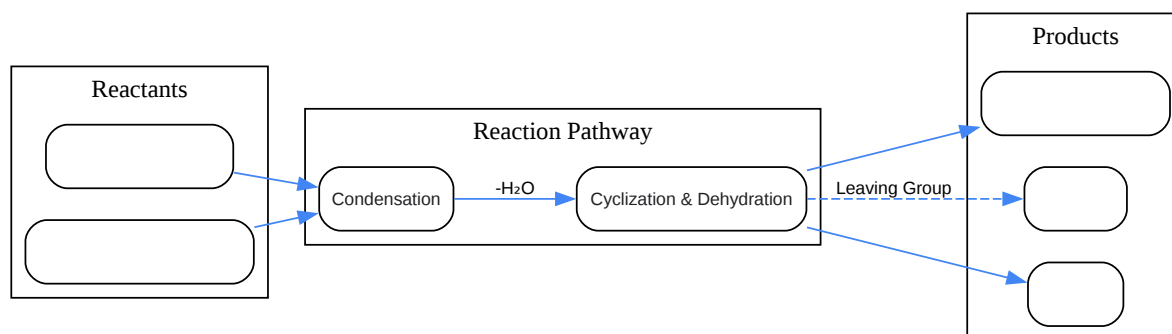 Reactants
Reaction Pathway
Condensation
-H₂O
Cyclization & Dehydration
Leaving Group
Products